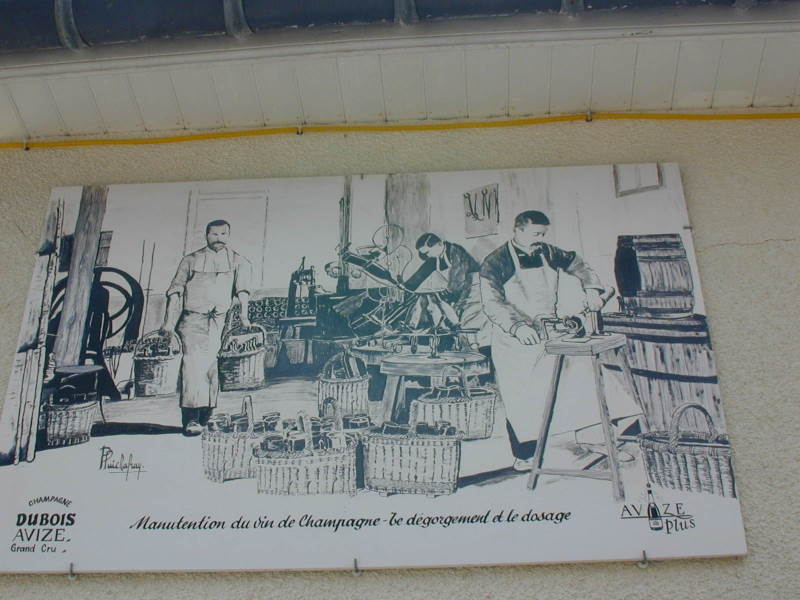 CHAMPAGNE
DUBOIS
AVIZE
Grand Cru
Manutention du vin de Champagne - Le dégorgement et le dosage
AVIZE
plus